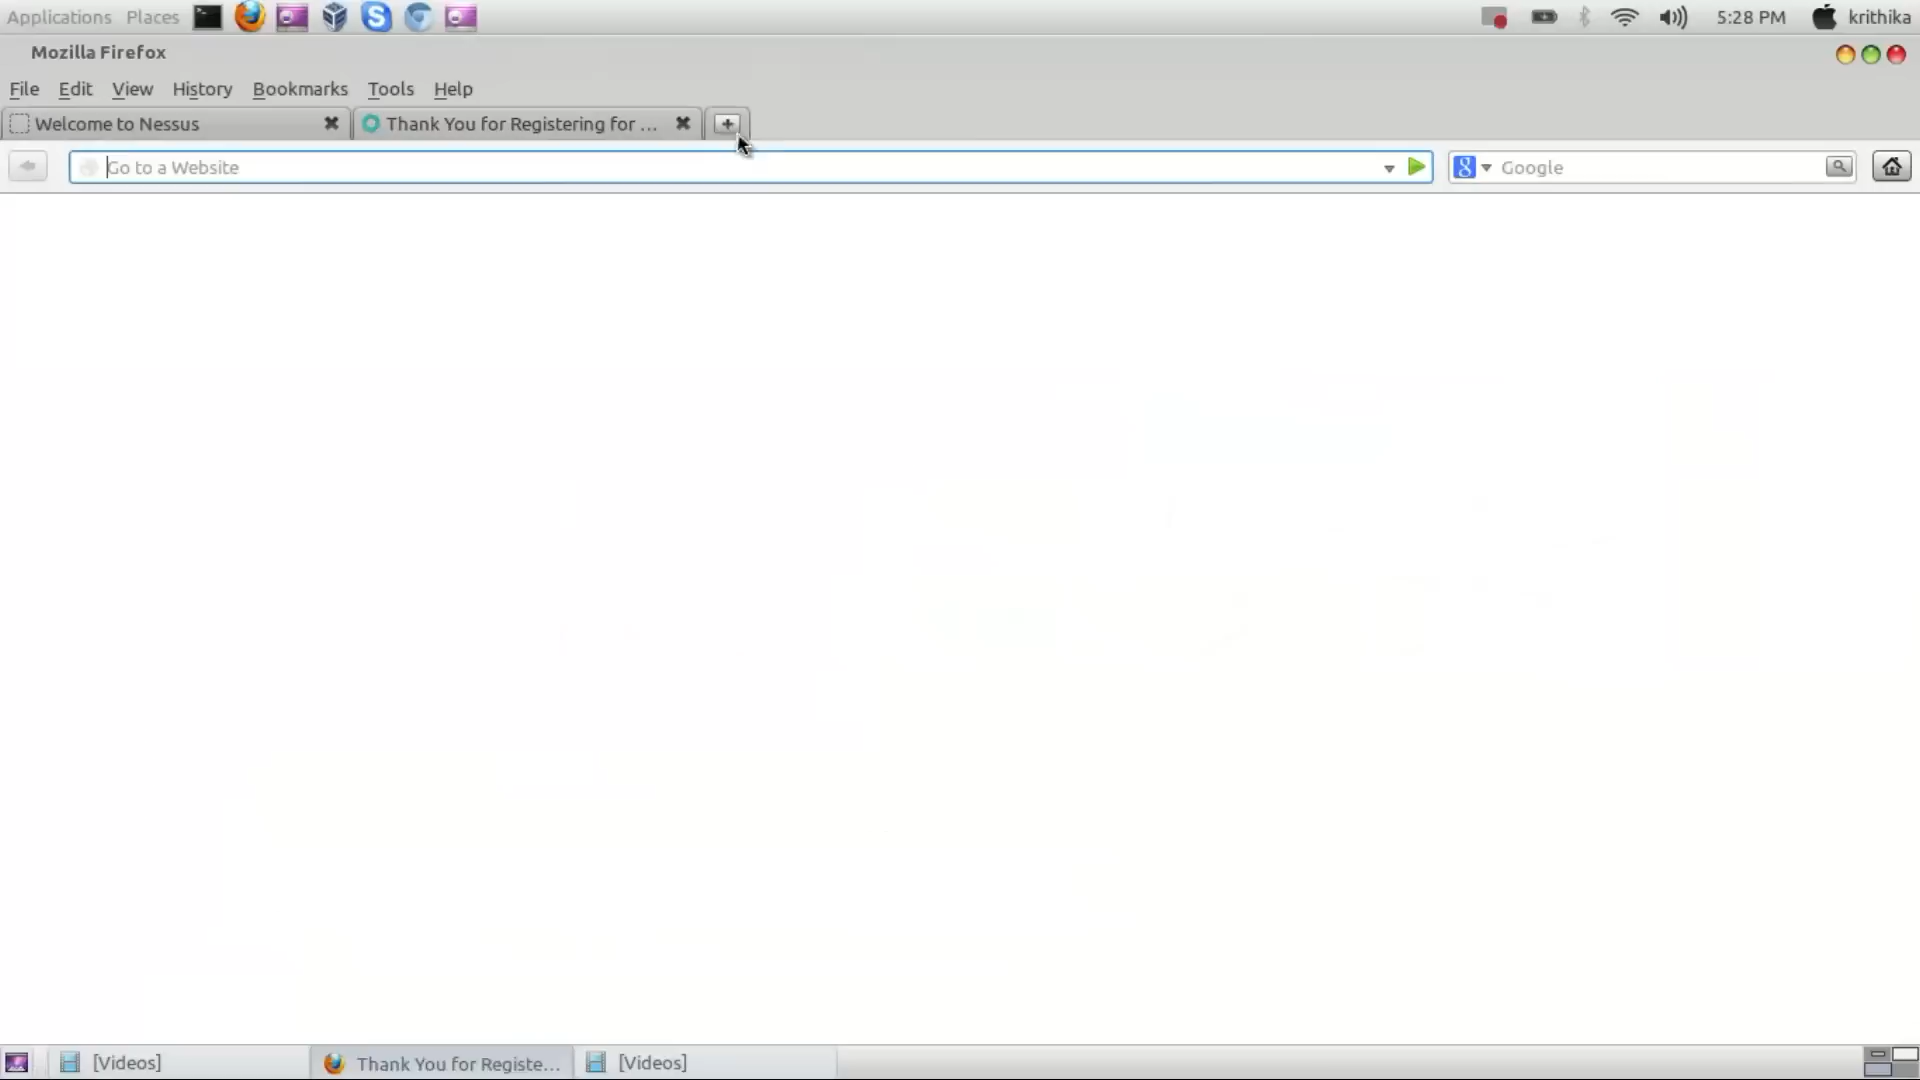 Applications Places 5:28 PM krithika
Mozilla Firefox
File Edit View History Bookmarks Tools Help
Welcome to Nessus Thank You for Registering for ...
Go to a Website Google
[Videos] Thank You for Registe... [Videos]